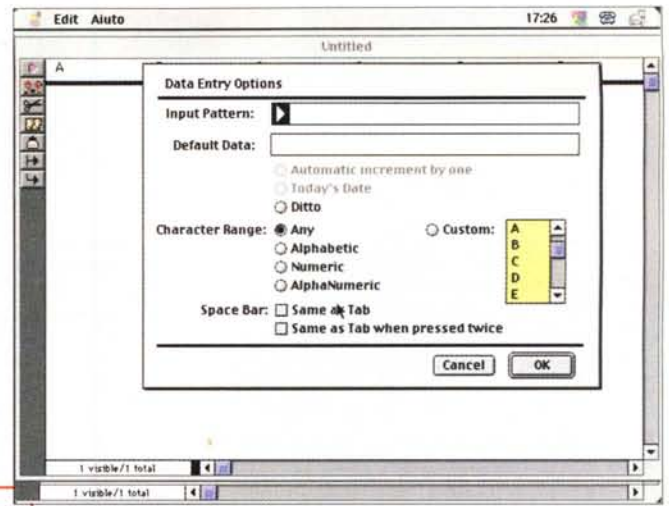 Edit Aiuto 17:26
Untitled
A
Data Entry Options
Input Pattern:
Default Data:
Automatic increment by one
Today's Date
Ditto
Character Range: Any Custom: A
Alphabetic B
Numeric C
AlphaNumeric D
E
Space Bar: Same as Tab
Same as Tab when pressed twice
Cancel OK
1 visible/1 total
1 visible/1 total